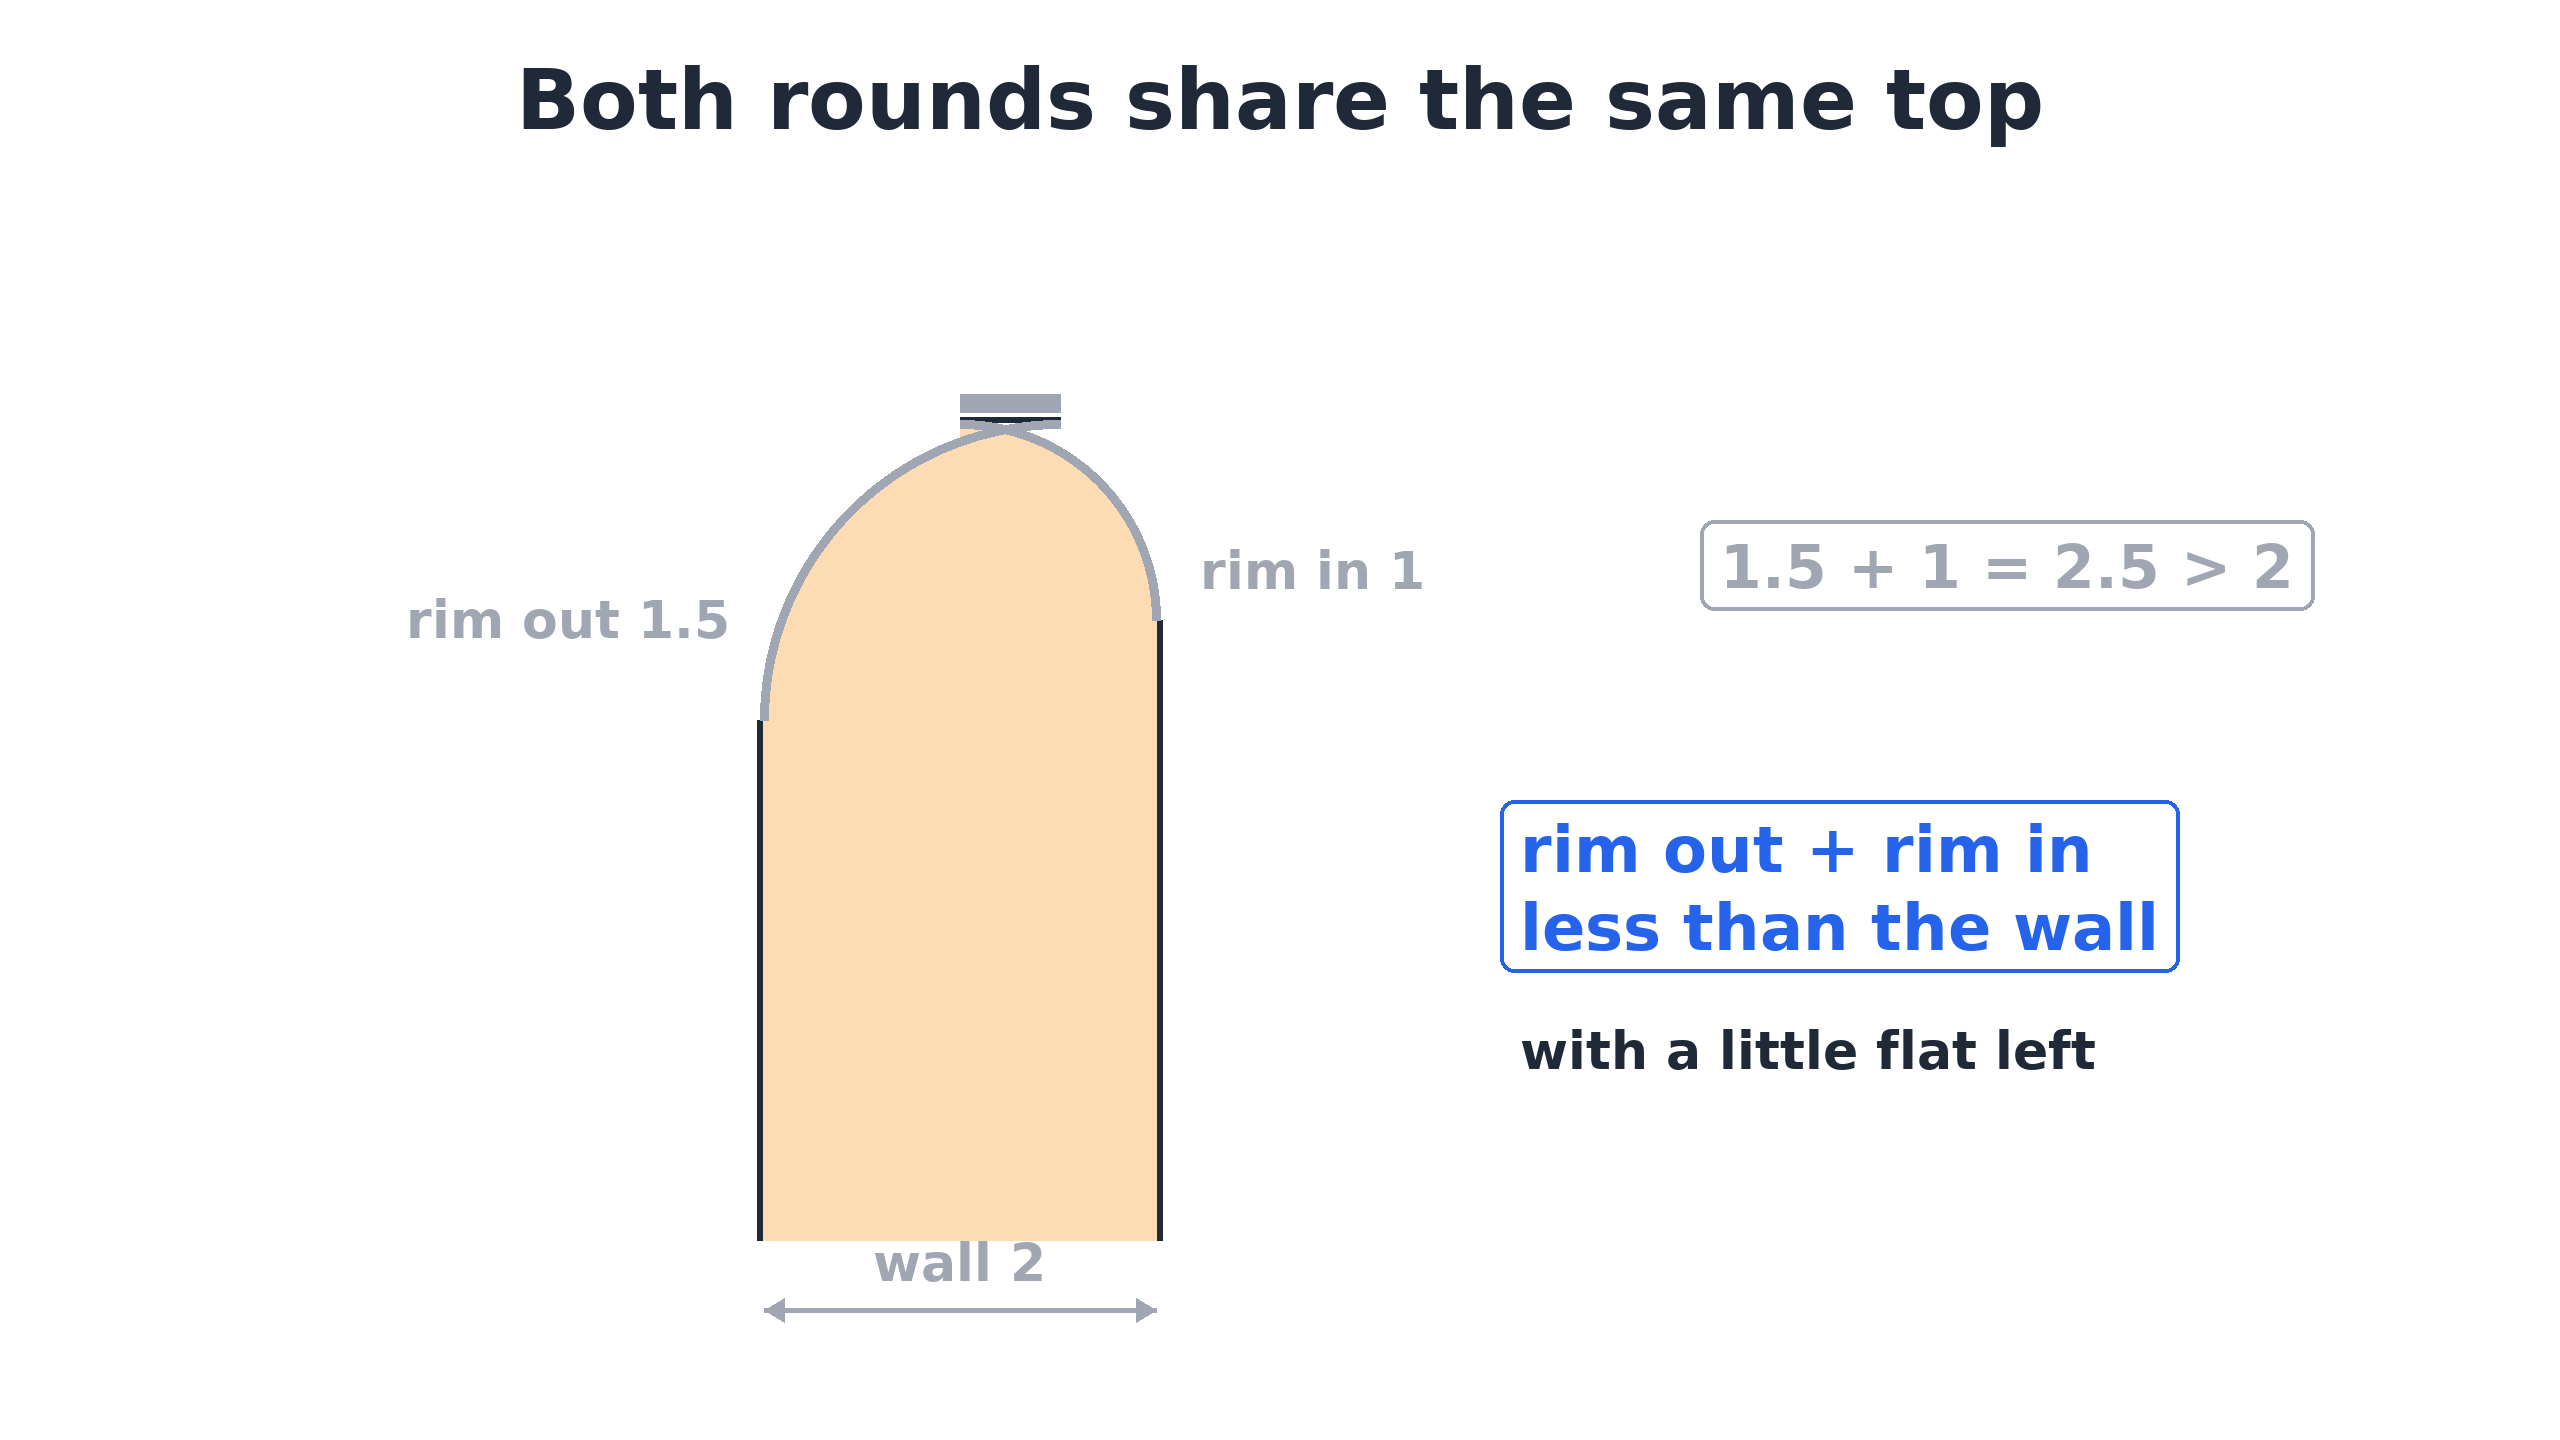 Both rounds share the same top
rim in 1
1.5 + 1 = 2.5 > 2
rim out 1.5
rim out + rim in
less than the wall
with a little flat left
wall 2